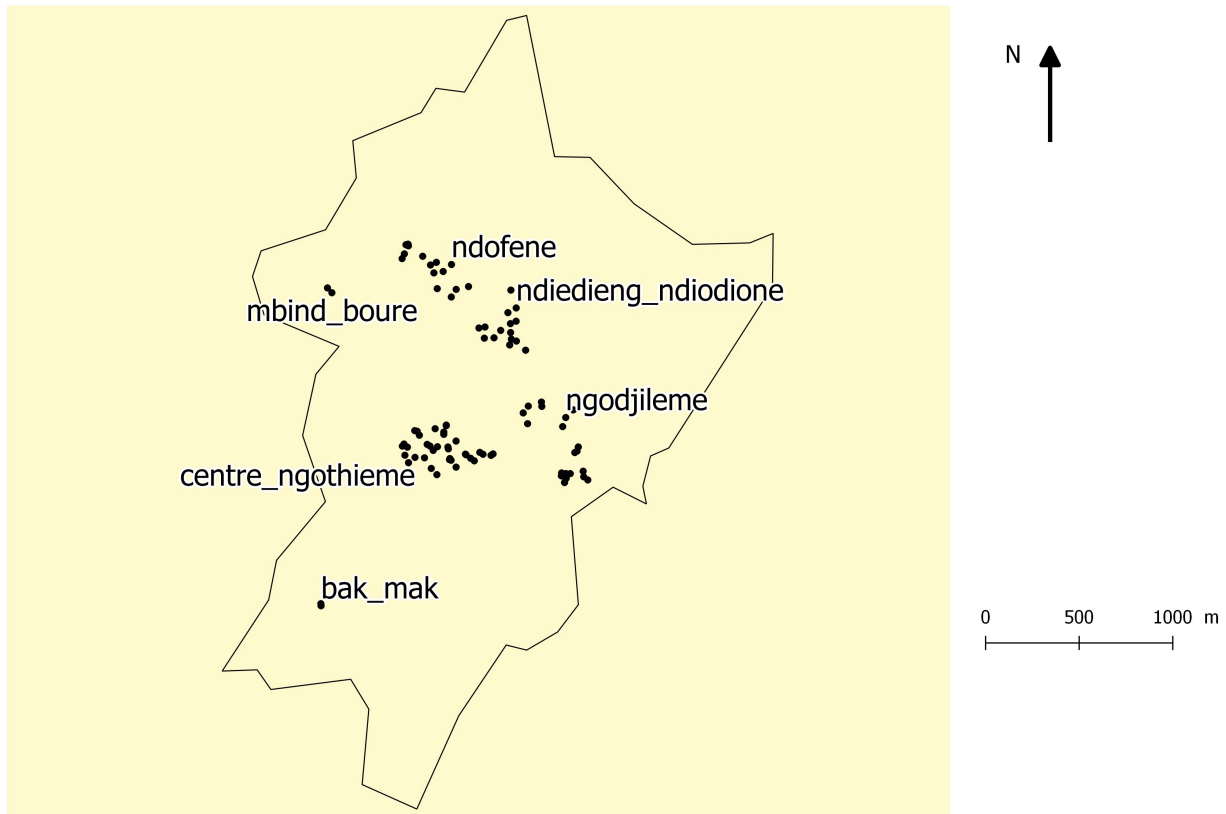 N
ndofene
ndiedieng_ndiodione
mbind_boure
ngodjileme
centre_ngothieme
bak_mak
0 500 1000 m